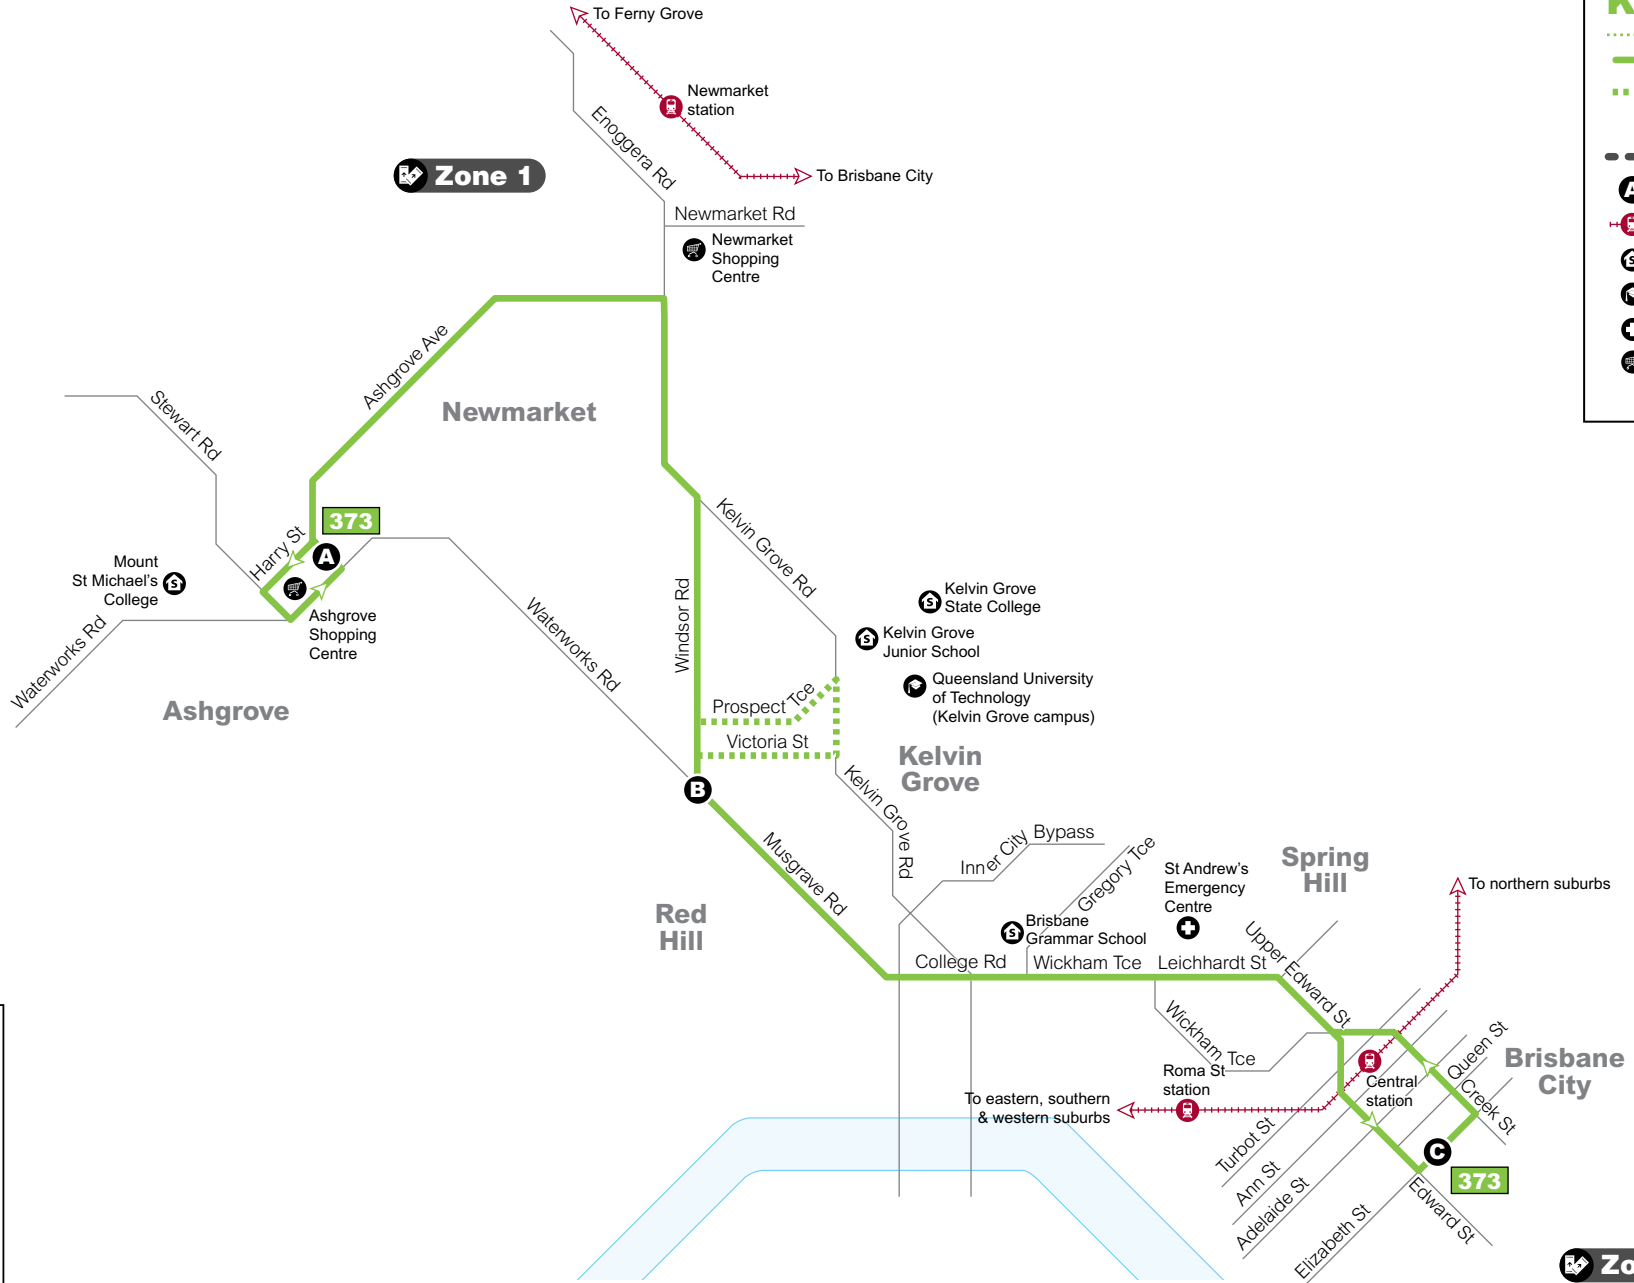 To Ferny Grove
Newmarket
station
Enoggera Rd
Zone 1
To Brisbane City
Newmarket Rd
Newmarket
Shopping
Centre
Ashgrove Ave
Newmarket
Stewart Rd
373
Harry St
A
Mount
St Michael's
College
Ashgrove
Shopping
Centre
Waterworks Rd
Waterworks Rd
Ashgrove
Kelvin Grove Rd
Windsor Rd
Kelvin Grove
State College
Kelvin Grove
Junior School
Queensland University
of Technology
(Kelvin Grove campus)
Prospect Tce
Victoria St
Kelvin
Grove
B
Kelvin Grove Rd
Musgrave Rd
Inner City Bypass
Gregory Tce
St Andrew's
Emergency
Centre
Spring
Hill
To northern suburbs
Red
Hill
Brisbane
Grammar School
College Rd
Wickham Tce
Leichhardt St
Upper Edward St
Wickham Tce
Queen St
Brisbane
City
Roma St
station
Central
station
Creek St
To eastern, southern
& western suburbs
Turbot St
C
373
Ann St
Adelaide St
Edward St
Elizabeth St